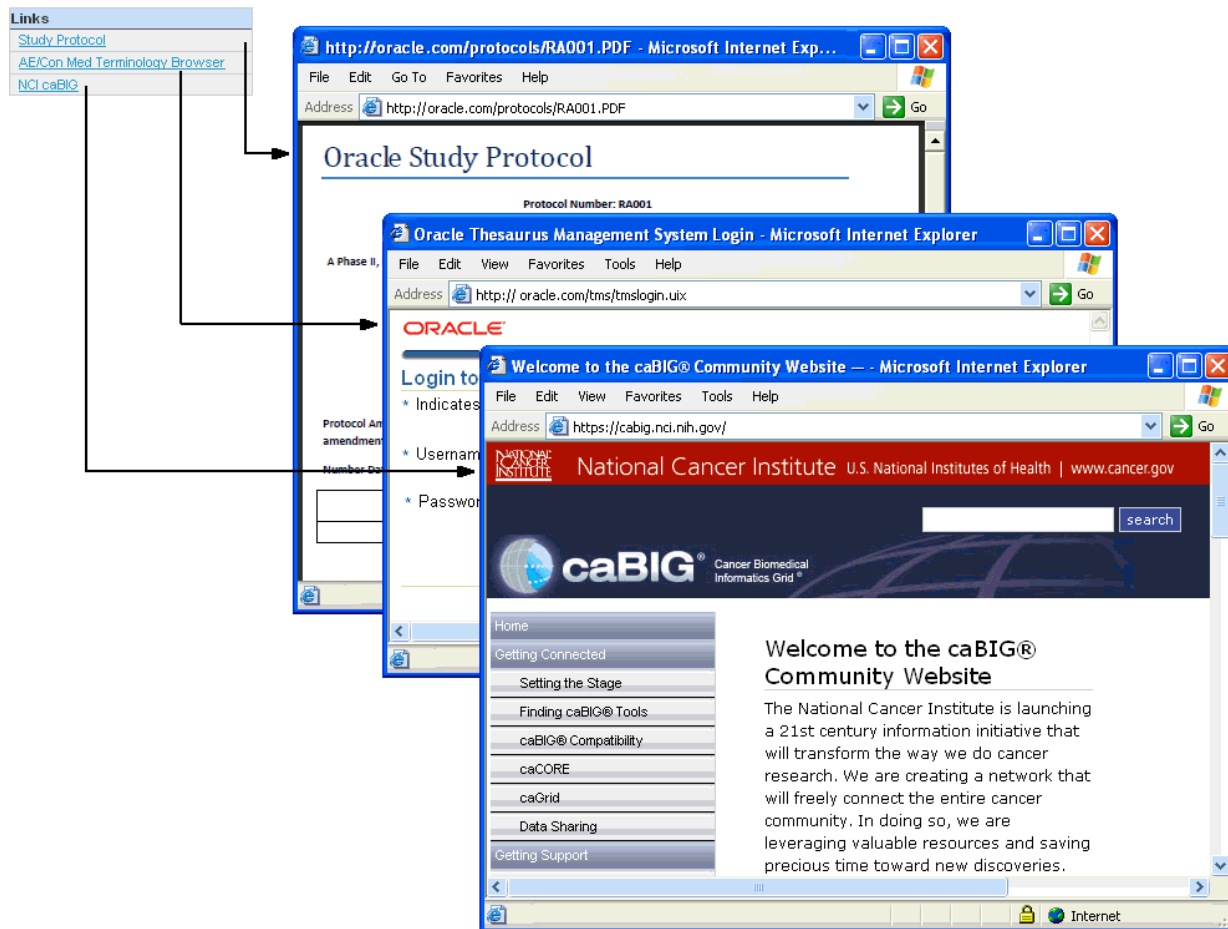 Links
Study Protocol
AE/Con Med Terminology Browser
NCI caBIG
http://oracle.com/protocols/RA001.PDF - Microsoft Internet Exp...
File Edit Go To Favorites Help
Address http://oracle.com/protocols/RA001.PDF Go
Oracle Study Protocol
Protocol Number: RA001
A Phase II,
Protocol Am
amendment
Number Da
Oracle Thesaurus Management System Login - Microsoft Internet Explorer
File Edit View Favorites Tools Help
Address http:// oracle.com/tms/tmslogin.uix Go
ORACLE
Login to
* Indicates
* Usernam
* Passwor
Welcome to the caBIG® Community Website — - Microsoft Internet Explorer
File Edit View Favorites Tools Help
Address https://cabig.nci.nih.gov/ Go
NATIONAL CANCER INSTITUTE
National Cancer Institute U.S. National Institutes of Health | www.cancer.gov
search
caBIG® Cancer Biomedical
Informatics Grid ®
Home
Getting Connected
Setting the Stage
Finding caBIG® Tools
caBIG® Compatibility
caCORE
caGrid
Data Sharing
Getting Support
Welcome to the caBIG®
Community Website
The National Cancer Institute is launching
a 21st century information initiative that
will transform the way we do cancer
research. We are creating a network that
will freely connect the entire cancer
community. In doing so, we are
leveraging valuable resources and saving
precious time toward new discoveries.
Internet